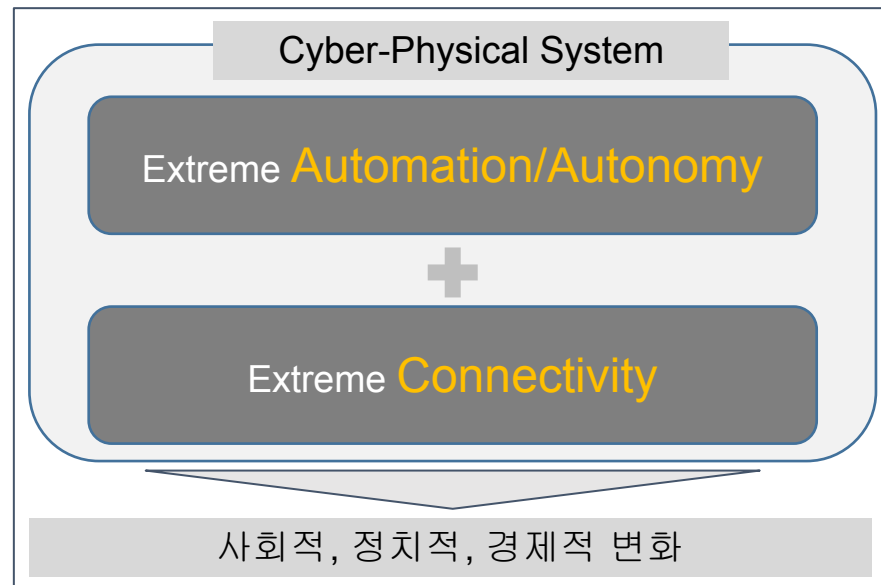 Cyber-Physical System
Extreme Automation/Autonomy
Extreme Connectivity
사회적, 정치적, 경제적 변화